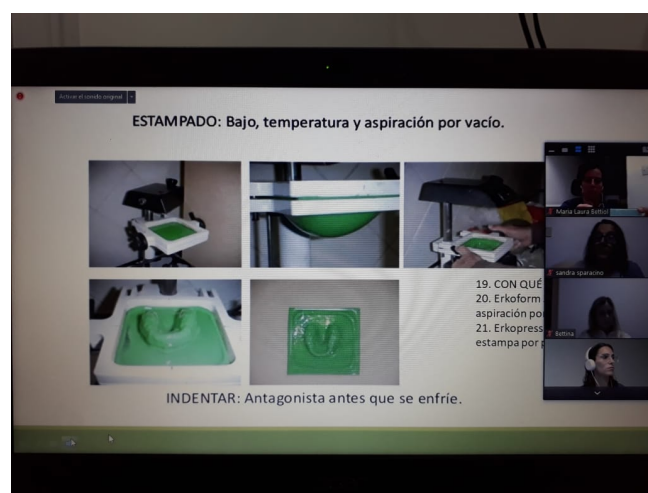 Activar el sonido original
ESTAMPADO: Bajo, temperatura y aspiración por vacío.
Maria Laura Bettiol
sandra sparacino
19. CON QUÉ
20. Erkoform
aspiración po
Bettina
21. Erkopress
estampa por p
INDENTAR: Antagonista antes que se enfríe.